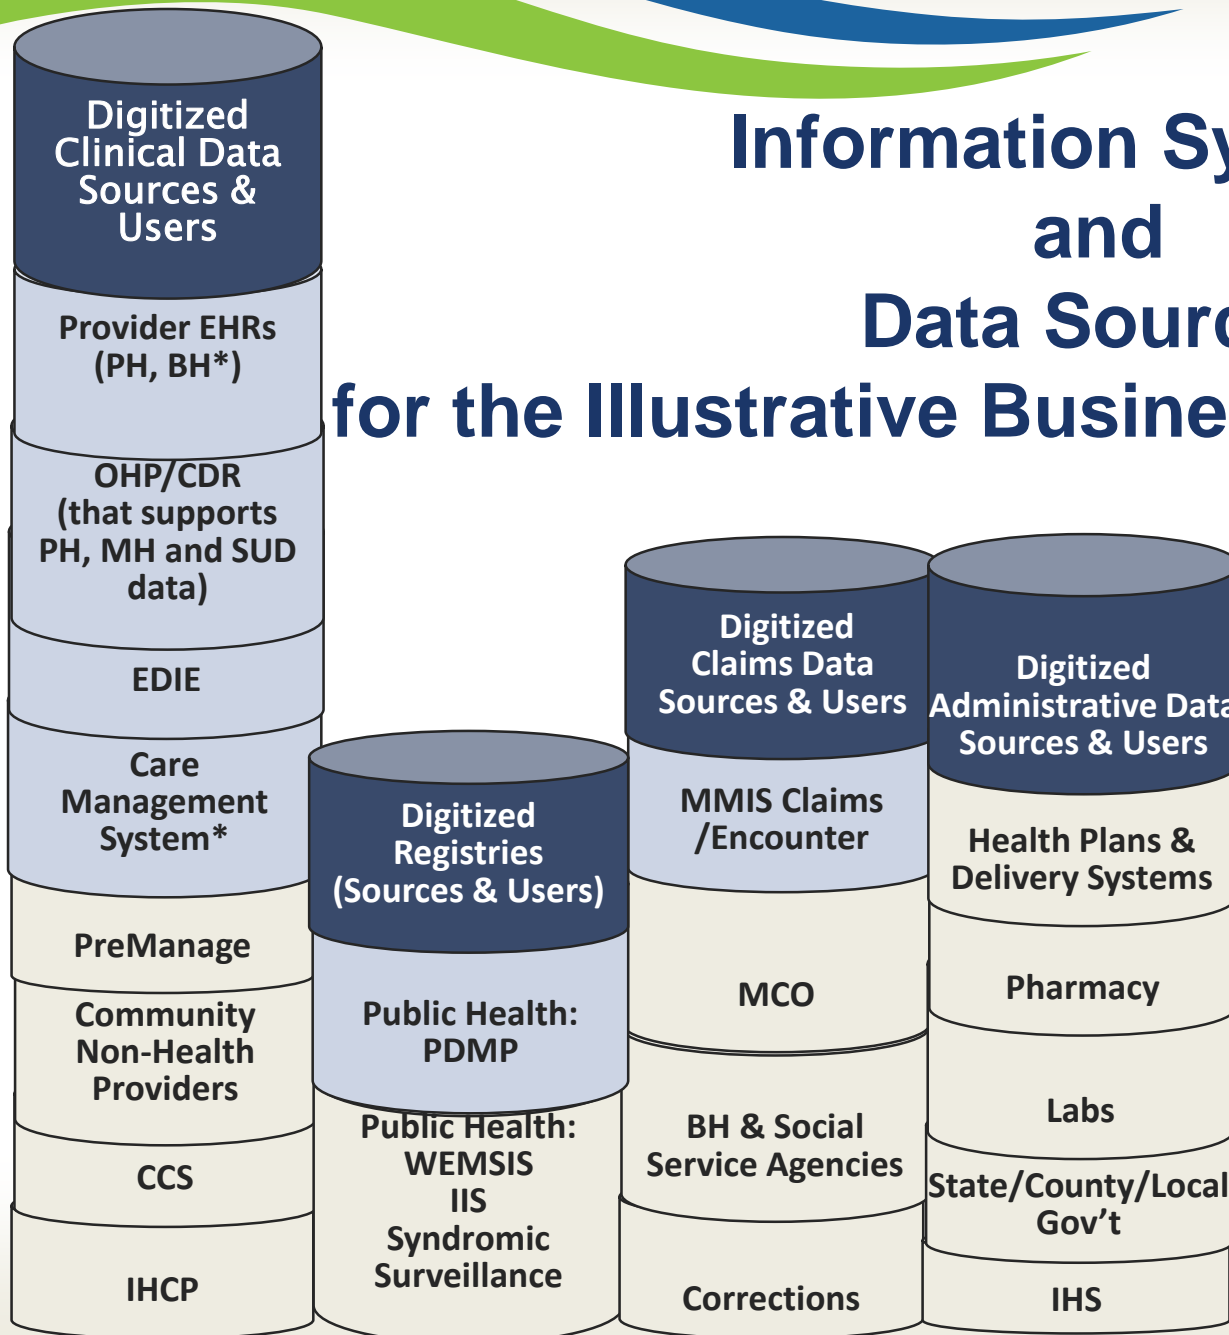 Information Sy
and
Data Sourc
for the Illustrative Busine
Digitized
Clinical Data
Sources &
Users
Provider EHRs
(PH, BH*)
OHP/CDR
(that supports
PH, MH and SUD
data)
EDIE
Care
Management
System*
PreManage
Community
Non-Health
Providers
CCS
IHCP
Digitized
Registries
(Sources & Users)
Public Health:
PDMP
Public Health:
WEMSIS
IIS
Syndromic
Surveillance
Digitized
Claims Data
Sources & Users
MMIS Claims
/Encounter
MCO
BH & Social
Service Agencies
Corrections
Digitized
Administrative Data
Sources & Users
Health Plans &
Delivery Systems
Pharmacy
Labs
State/County/Local
Gov't
IHS